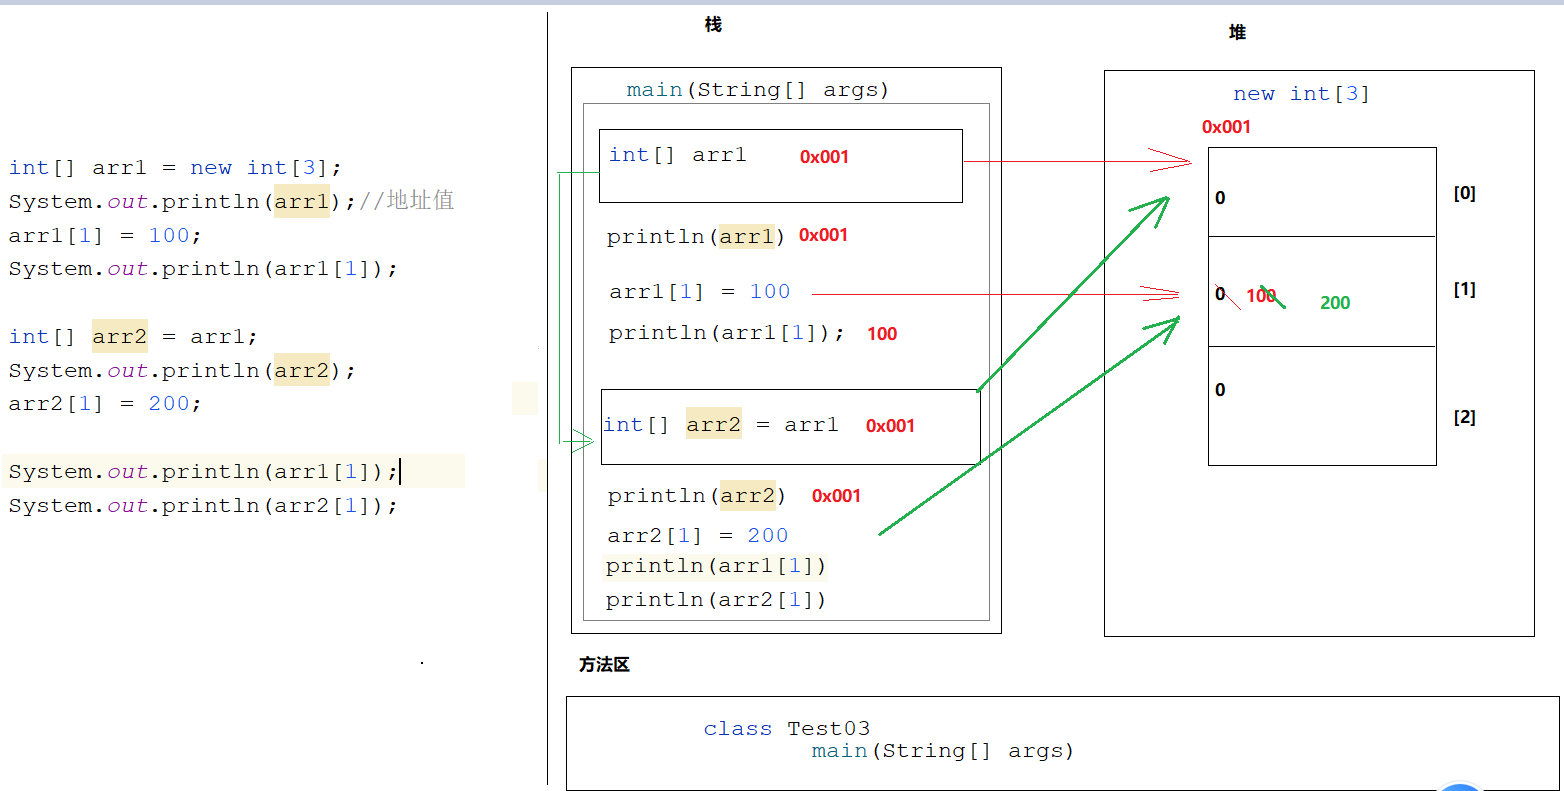 int[] arr1 = new int[3];
System.out.println(arr1);//地址值
arr1[1] = 100;
System.out.println(arr1[1]);
int[] arr2 = arr1;
System.out.println(arr2);
arr2[1] = 200;
System.out.println(arr1[1]);
System.out.println(arr2[1]);
栈
main(String[] args)
int[] arr1 0x001
println(arr1) 0x001
arr1[1] = 100
println(arr1[1]); 100
int[] arr2 = arr1 0x001
println(arr2) 0x001
arr2[1] = 200
println(arr1[1])
println(arr2[1])
堆
new int[3]
0x001
0 [0]
0 100 200 [1]
0 [2]
方法区
class Test03
main(String[] args)